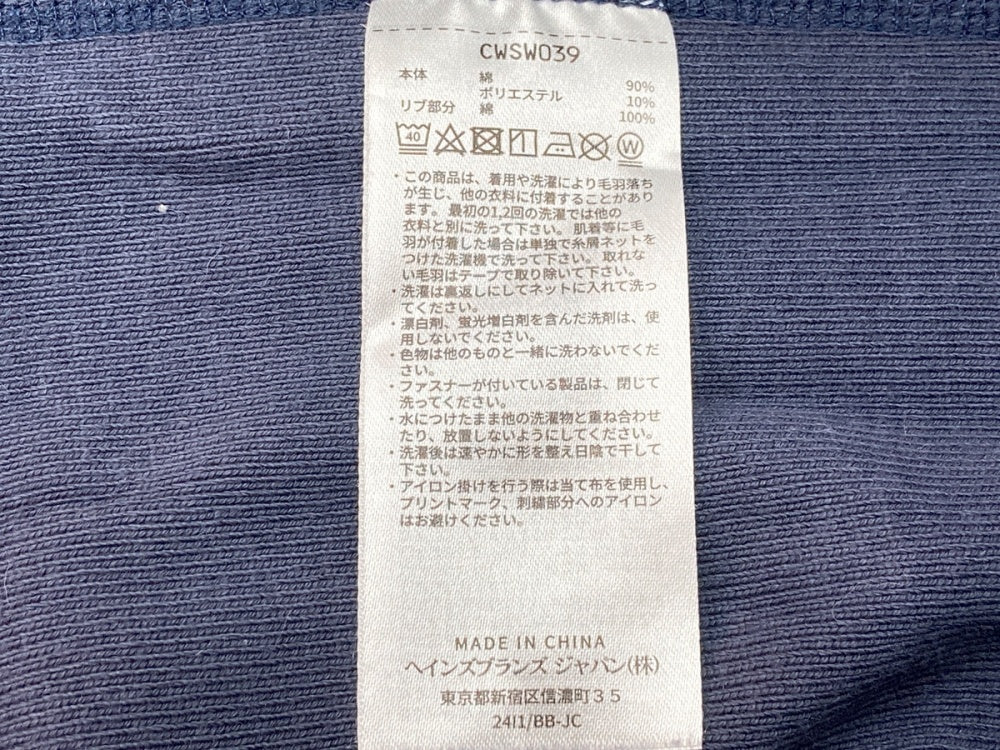 CWSW039
本体 綿 90%
ポリエステル 10%
リブ部分 綿 100%
40 W
・この商品は、着用や洗濯により毛羽落ち
が生じ、他の衣料に付着することがあり
ます。最初の1,2回の洗濯では他の
衣料と別に洗って下さい。肌着等に毛
羽が付着した場合は単独で糸屑ネットを
つけた洗濯機で洗って下さい。取れな
い毛羽はテープで取り除いて下さい。
・洗濯は裏返しにしてネットに入れて洗っ
てください。
・漂白剤、蛍光増白剤を含んだ洗剤は、使
用しないでください。
・色物は他のものと一緒に洗わないでくだ
さい。
・ファスナーが付いている製品は、閉じて
洗ってください。
・水につけたまま他の洗濯物と重ね合わせ
たり、放置しないようにしてください。
・洗濯後は速やかに形を整え日陰で干して
下さい。
・アイロン掛けを行う際は当て布を使用し、
プリントマーク、刺繍部分へのアイロン
はお避けください。
MADE IN CHINA
ヘインズブランズ ジャパン(株)
東京都新宿区信濃町35
24I1/BB-JC